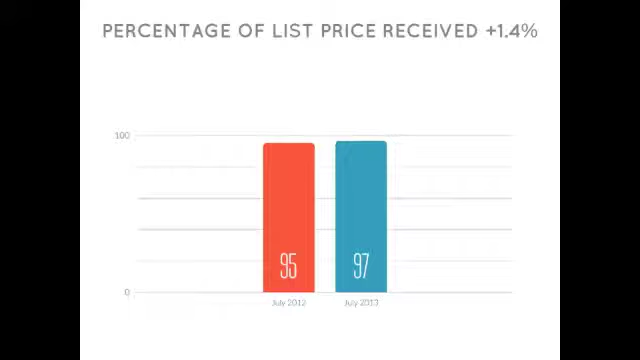 PERCENTAGE OF LIST PRICE RECEIVED +1.4%
100
95
97
0
July 2012
July 2013